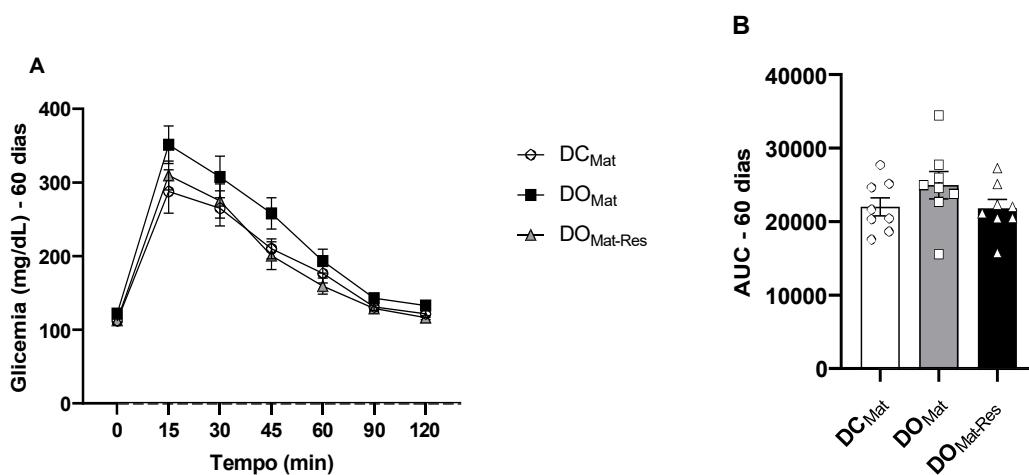 A
Glicemia (mg/dL) - 60 dias
400
300
200
100
0
0 15 30 45 60 90 120
Tempo (min)
DCMat
DOMat
DOMat-Res
B
AUC - 60 dias
40000
30000
20000
10000
0
DCMat
DOMat
DOMat-Res